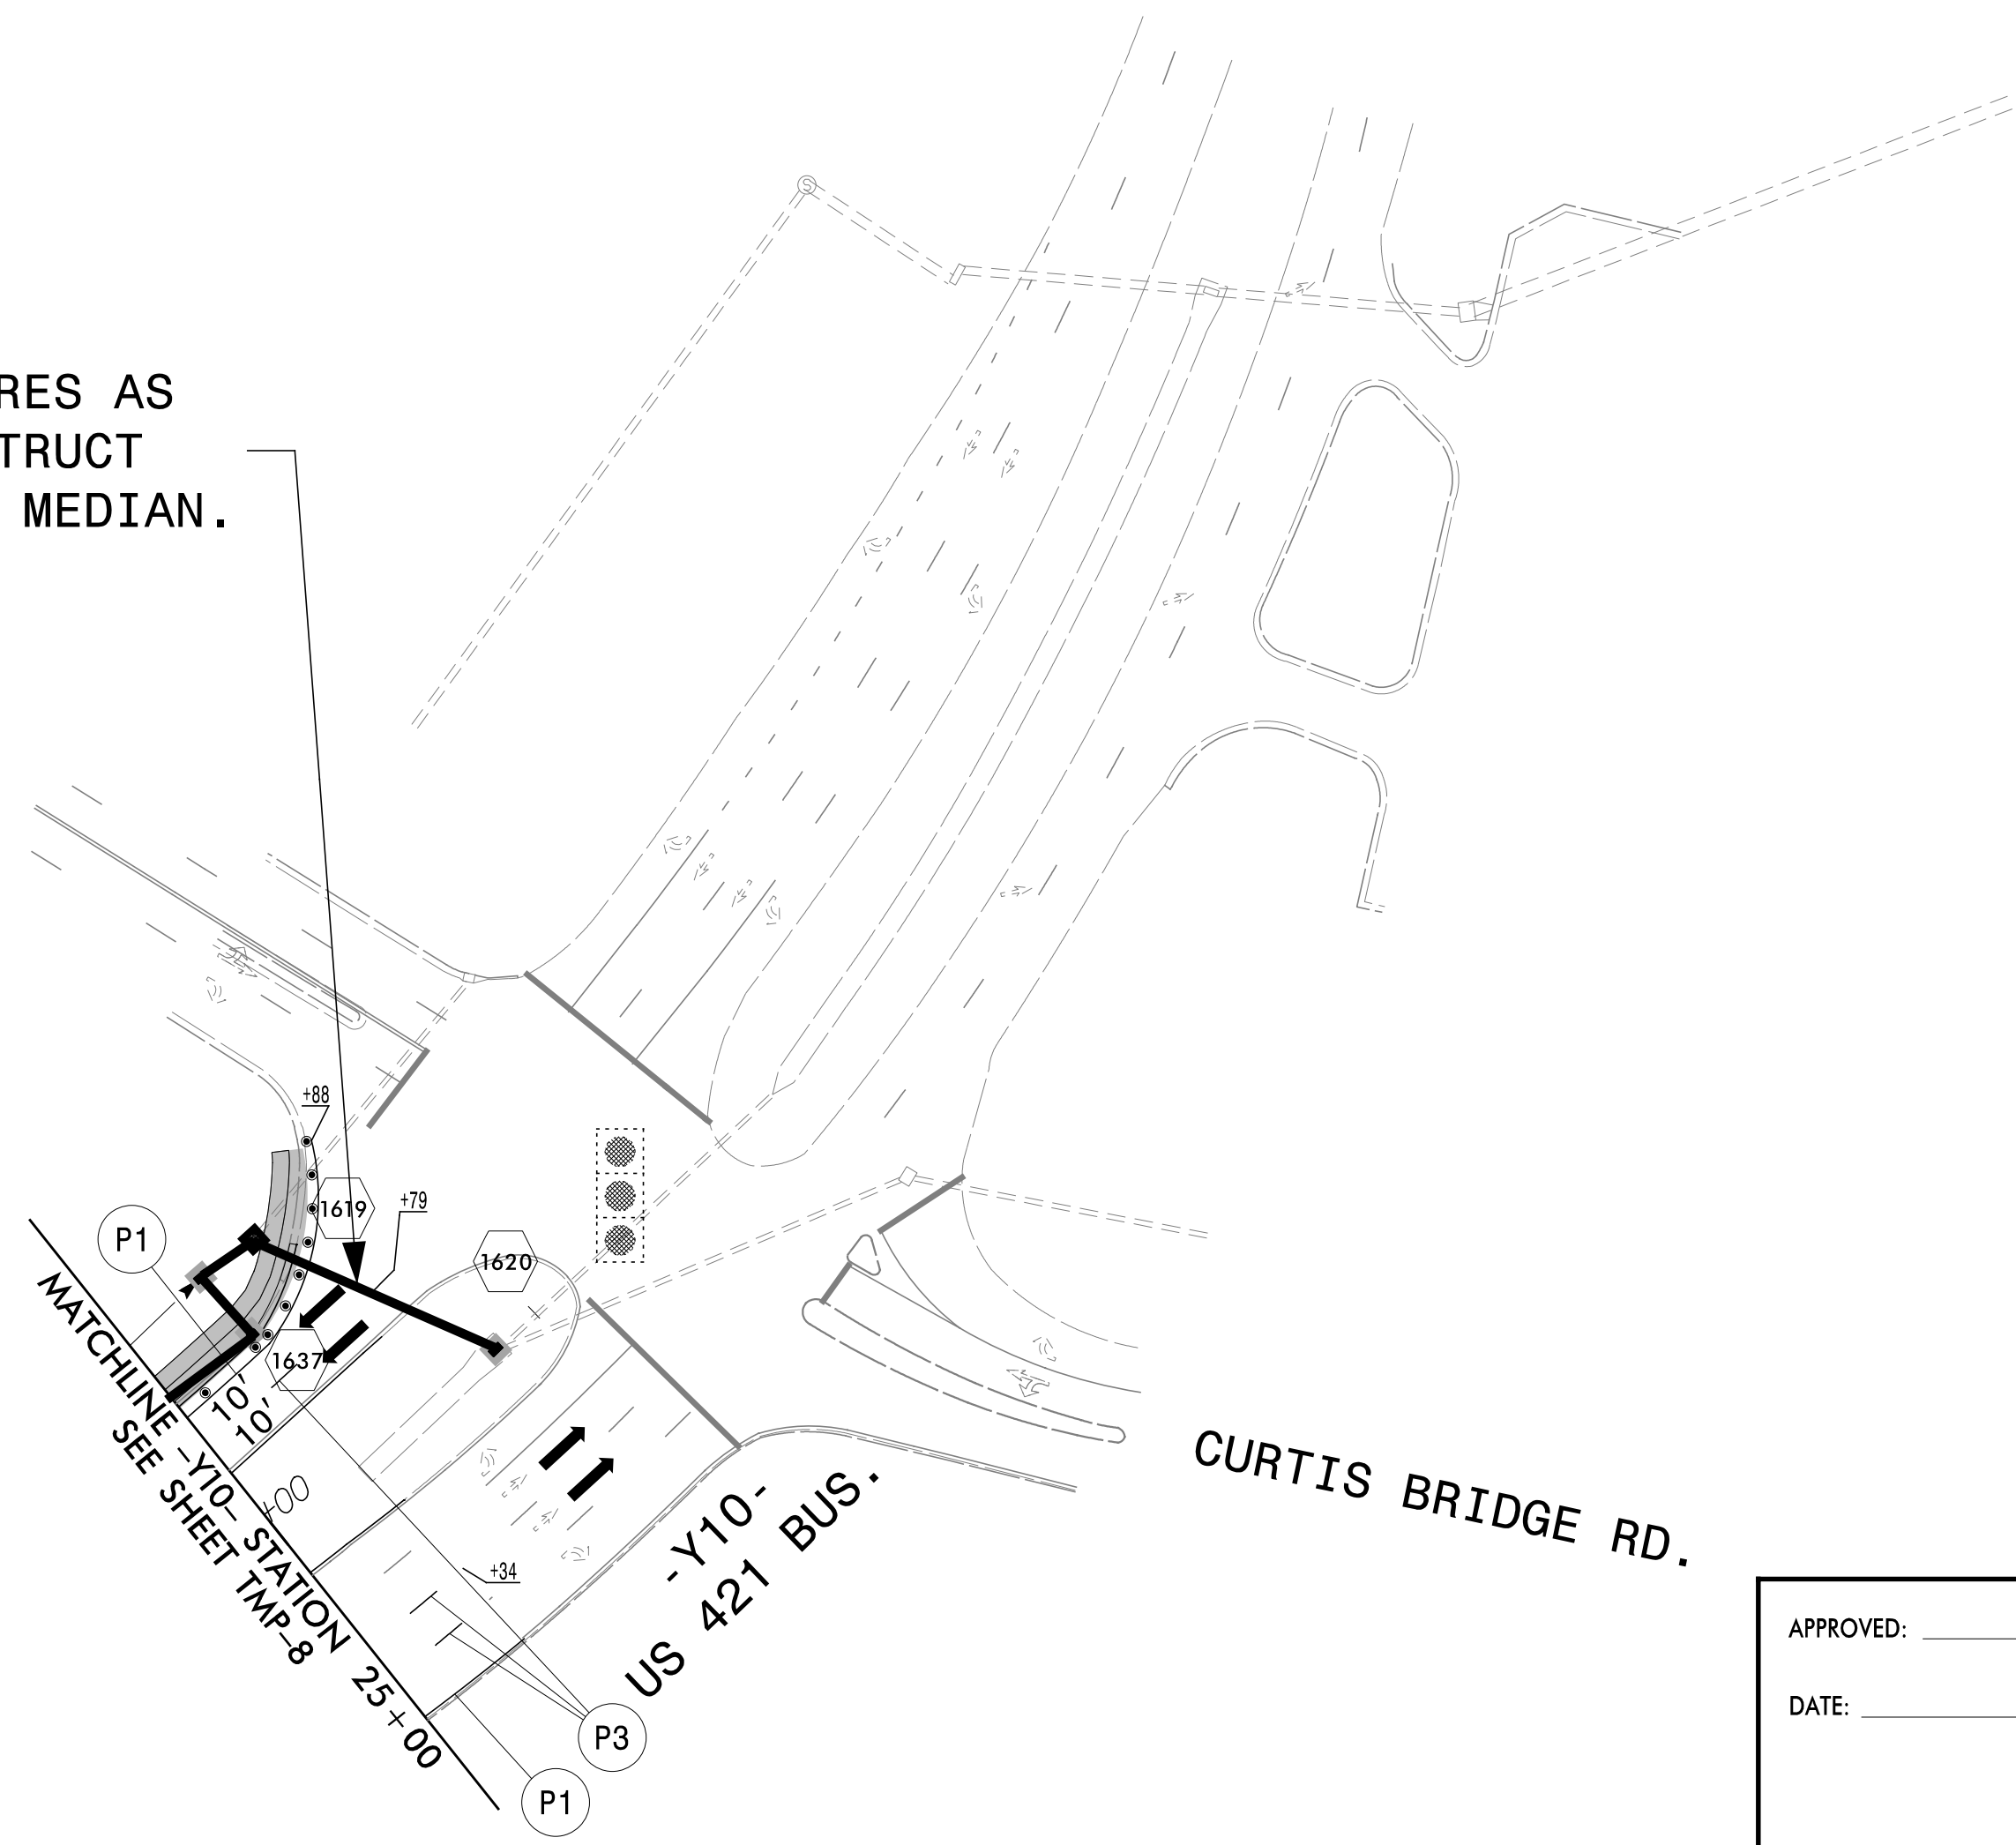 RES AS
TRUCT
MEDIAN.
S
+88
1619
+79
P1
1620
1637
10'
10'
MATCHLINE -Y10- STATION 25+00
SEE SHEET TMP-8
+00
+34
-Y10-
US 421 BUS.
CURTIS BRIDGE RD.
P3
P1
APPROVED:
DATE: